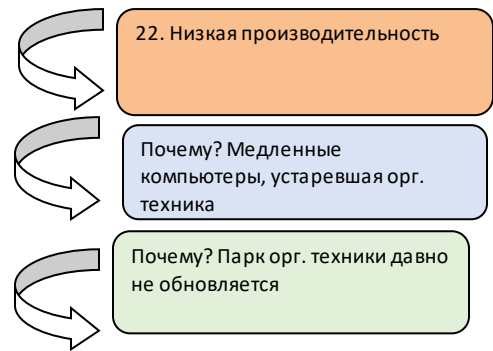 22. Низкая производительность
Почему? Медленные
компьютеры, устаревшая орг.
техника
Почему? Парк орг. техники давно
не обновляется